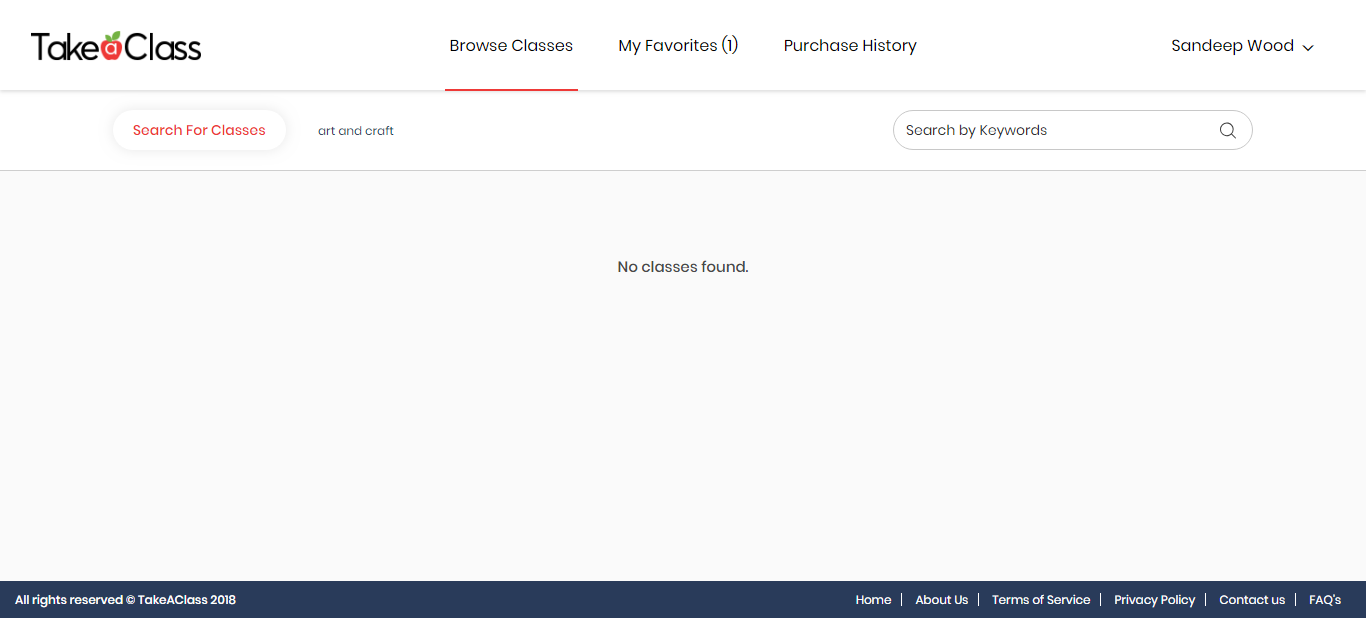 TakeaClass
Browse Classes
My Favorites (1)
Purchase History
Sandeep Wood
Search For Classes
art and craft
Search by Keywords
No classes found.
All rights reserved © TakeAClass 2018
Home
About Us
Terms of Service
Privacy Policy
Contact us
FAQ's